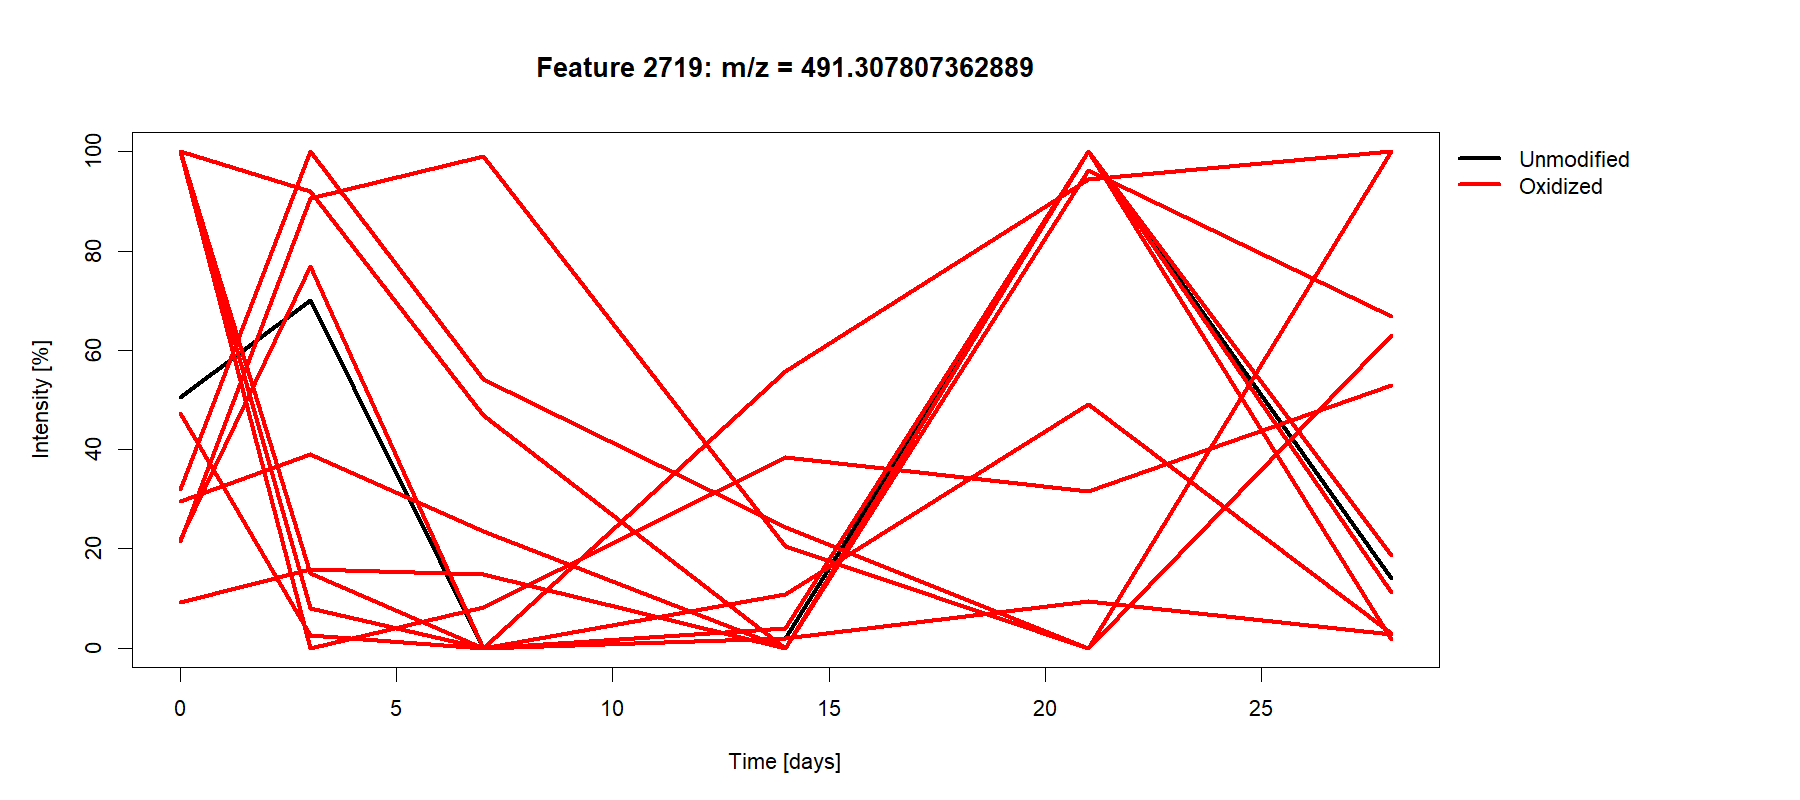 Feature 2719: m/z = 491.307807362889
Unmodified
Oxidized
Intensity [%]
100
80
60
40
20
0
0 5 10 15 20 25
Time [days]